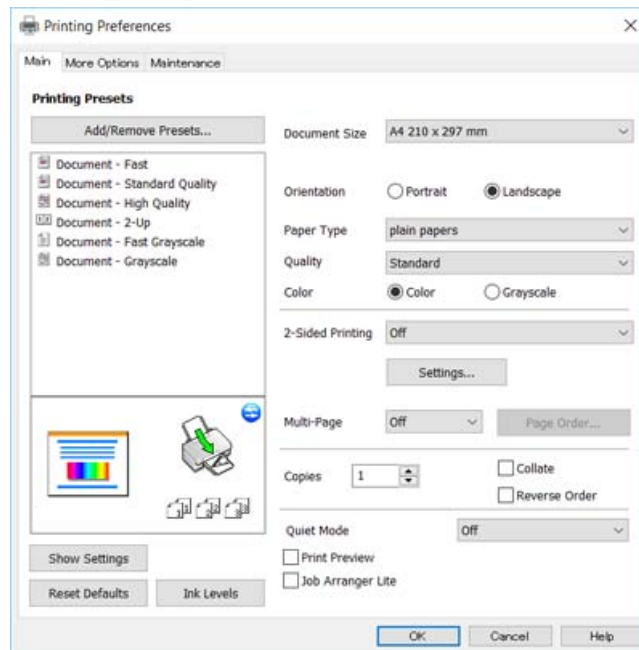 Printing Preferences
Main More Options Maintenance
Printing Presets
Add/Remove Presets...
Document - Fast
Document - Standard Quality
Document - High Quality
Document - 2-Up
Document - Fast Grayscale
Document - Grayscale
Show Settings
Reset Defaults Ink Levels
Document Size A4 210 x 297 mm
Orientation Portrait Landscape
Paper Type plain papers
Quality Standard
Color Color Grayscale
2-Sided Printing Off
Settings...
Multi-Page Off Page Order...
Copies 1 Collate
Reverse Order
Quiet Mode Off
Print Preview
Job Arranger Lite
OK Cancel Help